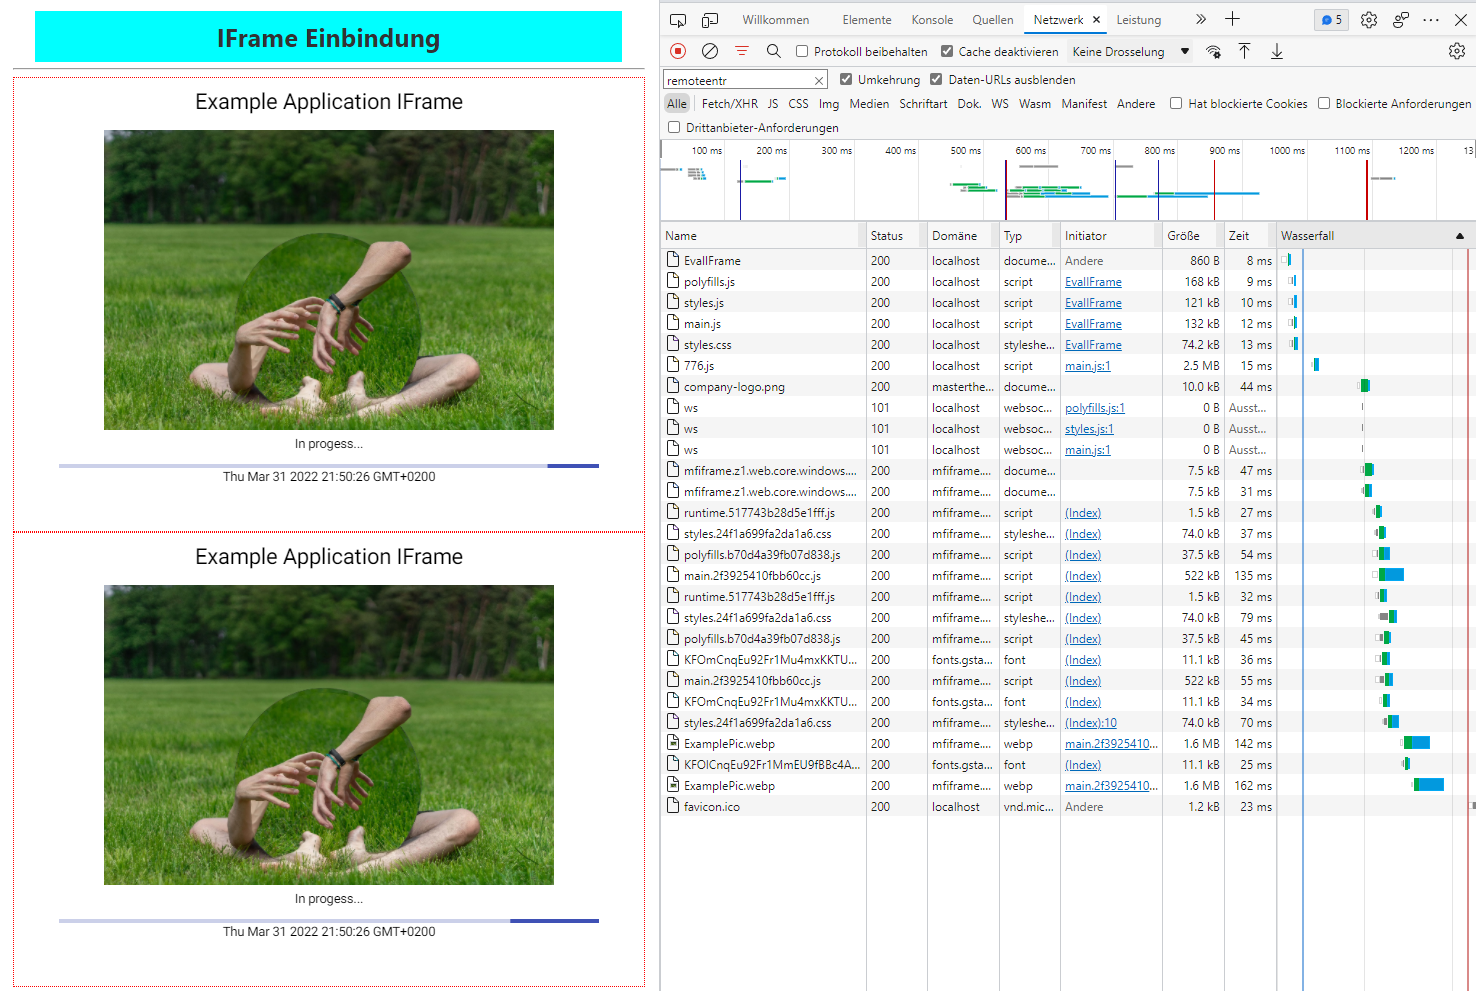 IFrame Einbindung
Example Application IFrame
In progess...
Thu Mar 31 2022 21:50:26 GMT+0200
Example Application IFrame
In progess...
Thu Mar 31 2022 21:50:26 GMT+0200
Willkommen Elemente Konsole Quellen Netzwerk Leistung 5
Protokoll beibehalten Cache deaktivieren Keine Drosselung
remoteentr Umkehrung Daten-URLs ausblenden
Alle Fetch/XHR JS CSS Img Medien Schriftart Dok. WS Wasm Manifest Andere Hat blockierte Cookies Blockierte Anforderungen
Drittanbieter-Anforderungen
100 ms 200 ms 300 ms 400 ms 500 ms 600 ms 700 ms 800 ms 900 ms 1000 ms 1100 ms 1200 ms 13
Name Status Domäne Typ Initiator Größe Zeit Wasserfall
EvalIFrame 200 localhost docume... Andere 860 B 8 ms
polyfills.js 200 localhost script EvalIFrame 168 kB 9 ms
styles.js 200 localhost script EvalIFrame 121 kB 10 ms
main.js 200 localhost script EvalIFrame 132 kB 12 ms
styles.css 200 localhost styleshe... EvalIFrame 74.2 kB 13 ms
776.js 200 localhost script main.js:1 2.5 MB 15 ms
company-logo.png 200 masterthe... docume... 10.0 kB 44 ms
ws 101 localhost websoc... polyfills.js:1 0 B Ausst...
ws 101 localhost websoc... styles.js:1 0 B Ausst...
ws 101 localhost websoc... main.js:1 0 B Ausst...
mfiframe.z1.web.core.windows.... 200 mfiframe.... docume... 7.5 kB 47 ms
mfiframe.z1.web.core.windows.... 200 mfiframe.... docume... 7.5 kB 31 ms
runtime.517743b28d5e1fff.js 200 mfiframe.... script (Index) 1.5 kB 27 ms
styles.24f1a699fa2da1a6.css 200 mfiframe.... styleshe... (Index) 74.0 kB 37 ms
polyfills.b70d4a39fb07d838.js 200 mfiframe.... script (Index) 37.5 kB 54 ms
main.2f3925410fbb60cc.js 200 mfiframe.... script (Index) 522 kB 135 ms
runtime.517743b28d5e1fff.js 200 mfiframe.... script (Index) 1.5 kB 32 ms
styles.24f1a699fa2da1a6.css 200 mfiframe.... styleshe... (Index) 74.0 kB 79 ms
polyfills.b70d4a39fb07d838.js 200 mfiframe.... script (Index) 37.5 kB 45 ms
KFOmCnqEu92Fr1Mu4mxKKTU... 200 fonts.gsta... font (Index) 11.1 kB 36 ms
main.2f3925410fbb60cc.js 200 mfiframe.... script (Index) 522 kB 55 ms
KFOmCnqEu92Fr1Mu4mxKKTU... 200 fonts.gsta... font (Index) 11.1 kB 34 ms
styles.24f1a699fa2da1a6.css 200 mfiframe.... styleshe... (Index):10 74.0 kB 70 ms
ExamplePic.webp 200 mfiframe.... webp main.2f3925410... 1.6 MB 142 ms
KFOlCnqEu92Fr1MmEU9fBBc4A... 200 fonts.gsta... font (Index) 11.1 kB 25 ms
ExamplePic.webp 200 mfiframe.... webp main.2f3925410... 1.6 MB 162 ms
favicon.ico 200 localhost vnd.mic... Andere 1.2 kB 23 ms